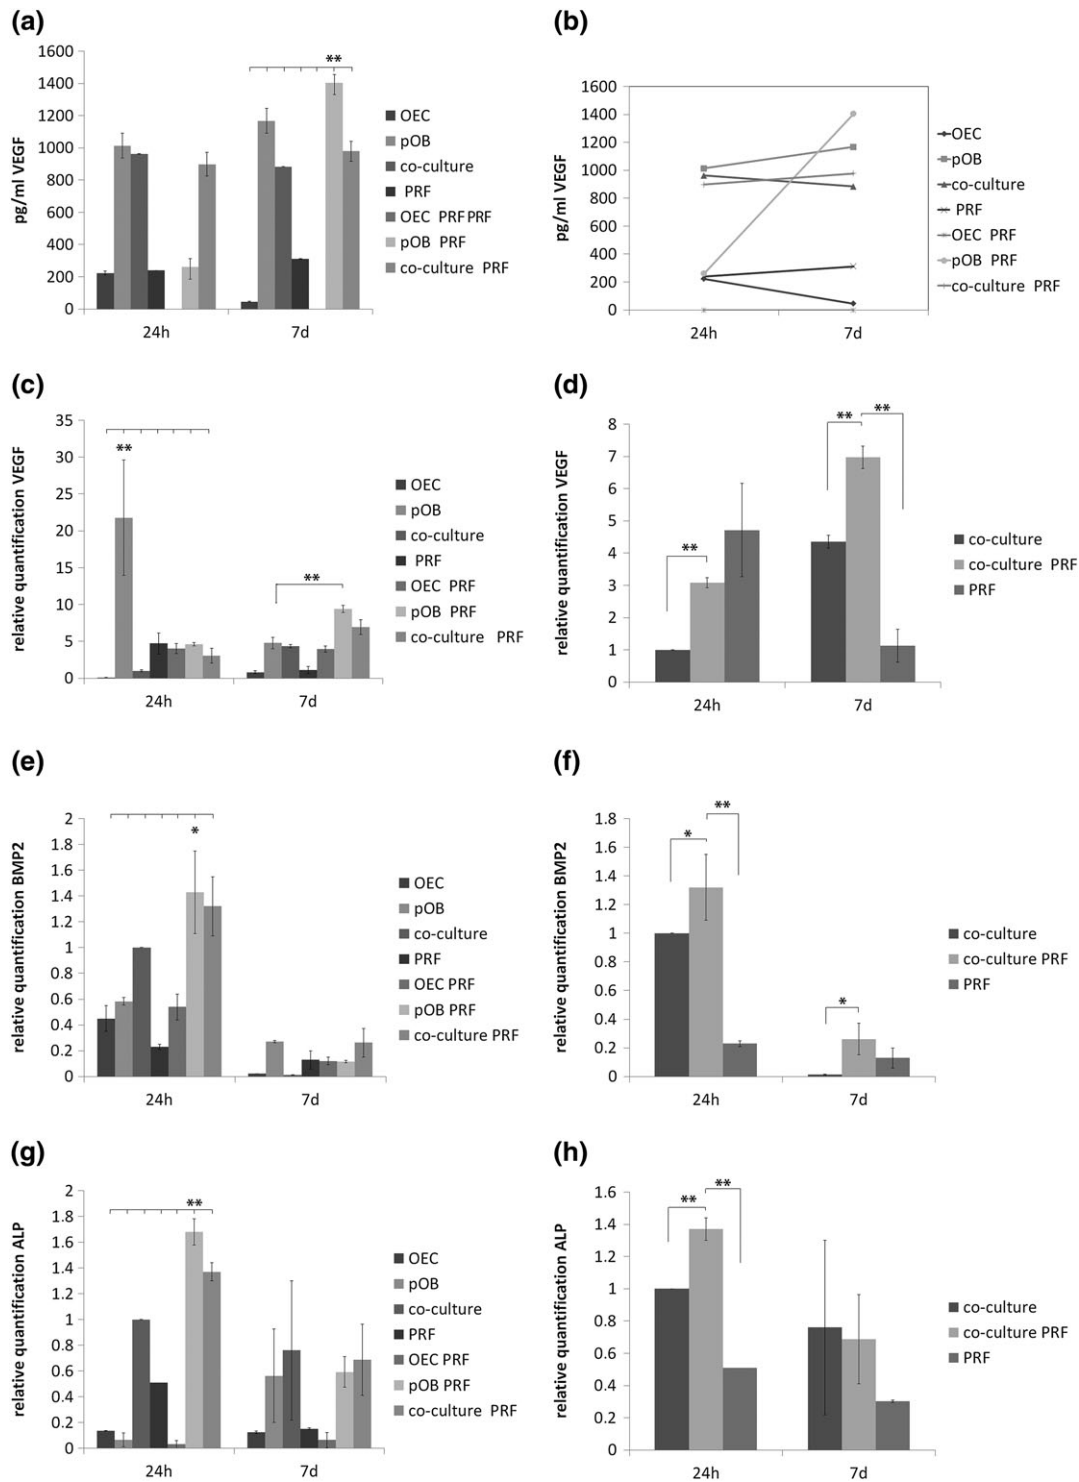 (a)
pg/ml VEGF
1600
1400
1200
1000
800
600
400
200
0
**
24h
7d
OEC
pOB
co-culture
PRF
OEC PRF PRF
pOB PRF
co-culture PRF
(b)
pg/ml VEGF
1600
1400
1200
1000
800
600
400
200
0
24h
7d
OEC
pOB
co-culture
PRF
OEC PRF
pOB PRF
co-culture PRF
(c)
relative quantification VEGF
35
30
25
20
15
10
5
0
**
**
24h
7d
OEC
pOB
co-culture
PRF
OEC PRF
pOB PRF
co-culture PRF
(d)
relative quantification VEGF
8
7
6
5
4
3
2
1
0
**
**
**
24h
7d
co-culture
co-culture PRF
PRF
(e)
relative quantification BMP2
2
1.8
1.6
1.4
1.2
1
0.8
0.6
0.4
0.2
0
*
24h
7d
OEC
pOB
co-culture
PRF
OEC PRF
pOB PRF
co-culture PRF
(f)
relative quantification BMP2
1.8
1.6
1.4
1.2
1
0.8
0.6
0.4
0.2
0
*
**
*
24h
7d
co-culture
co-culture PRF
PRF
(g)
relative quantification ALP
2
1.8
1.6
1.4
1.2
1
0.8
0.6
0.4
0.2
0
**
24h
7d
OEC
pOB
co-culture
PRF
OEC PRF
pOB PRF
co-culture PRF
(h)
relative quantification ALP
1.6
1.4
1.2
1
0.8
0.6
0.4
0.2
0
**
**
24h
7d
co-culture
co-culture PRF
PRF